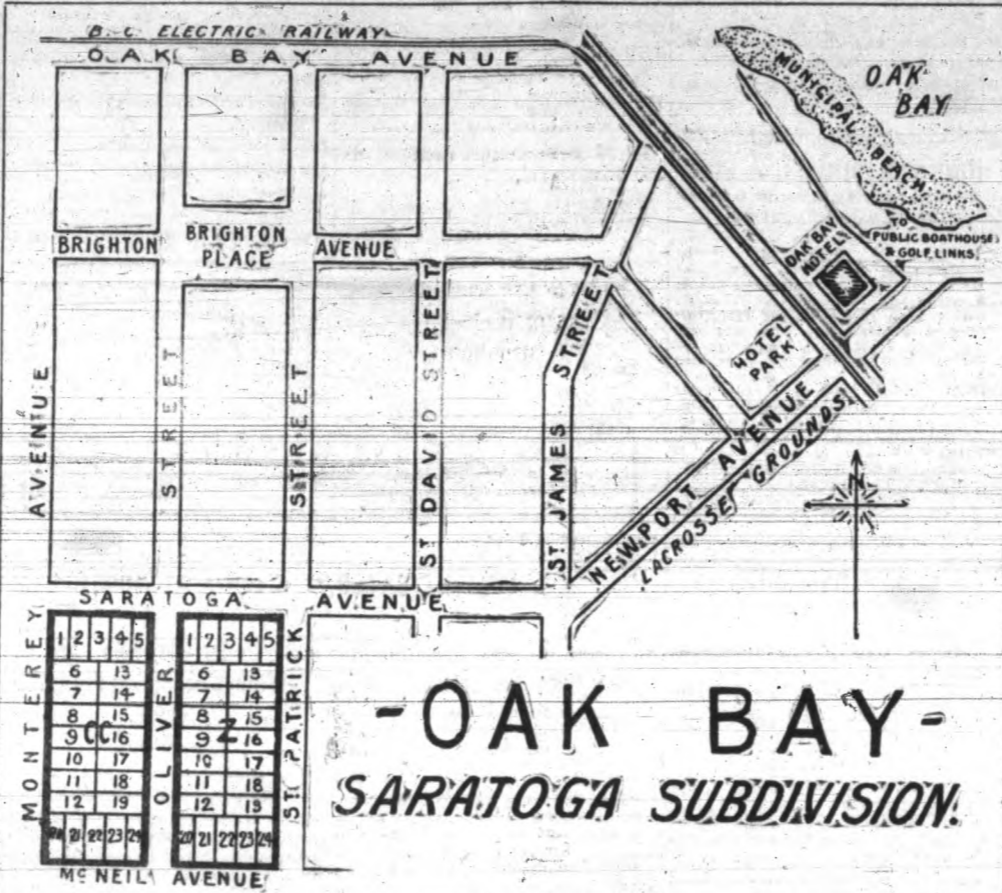 B. C. ELECTRIC RAILWAY
OAK BAY AVENUE
MUNICIPAL BEACH
OAK
BAY
TO
PUBLIC BOATHOUSE
& GOLF LINKS
OAK BAY
HOTEL
BRIGHTON
BRIGHTON
PLACE
AVENUE
HOTEL
PARK
MONTEREY AVENUE
OLIVER STREET
ST. PATRICK STREET
ST DAVID STREET
ST JAMES STREET
NEWPORT AVENUE
LACROSSE GROUNDS
N
SARATOGA AVENUE
1 2 3 4 5
6 13
7 14
8 15
9 CC 16
10 17
11 18
12 19
21 22 23 24
1 2 3 4 5
6 13
7 14
8 15
9 Z 16
10 17
11 18
12 19
20 21 22 23 24
MCNEIL AVENUE
-OAK BAY-
SARATOGA SUBDIVISION.